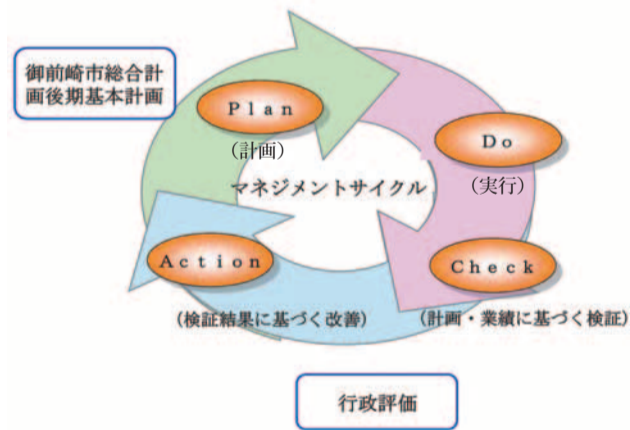 御前崎市総合計
画後期基本計画
Plan
(計画)
Do
(実行)
マネジメントサイクル
Action
(検証結果に基づく改善)
Check
(計画・業績に基づく検証)
行政評価